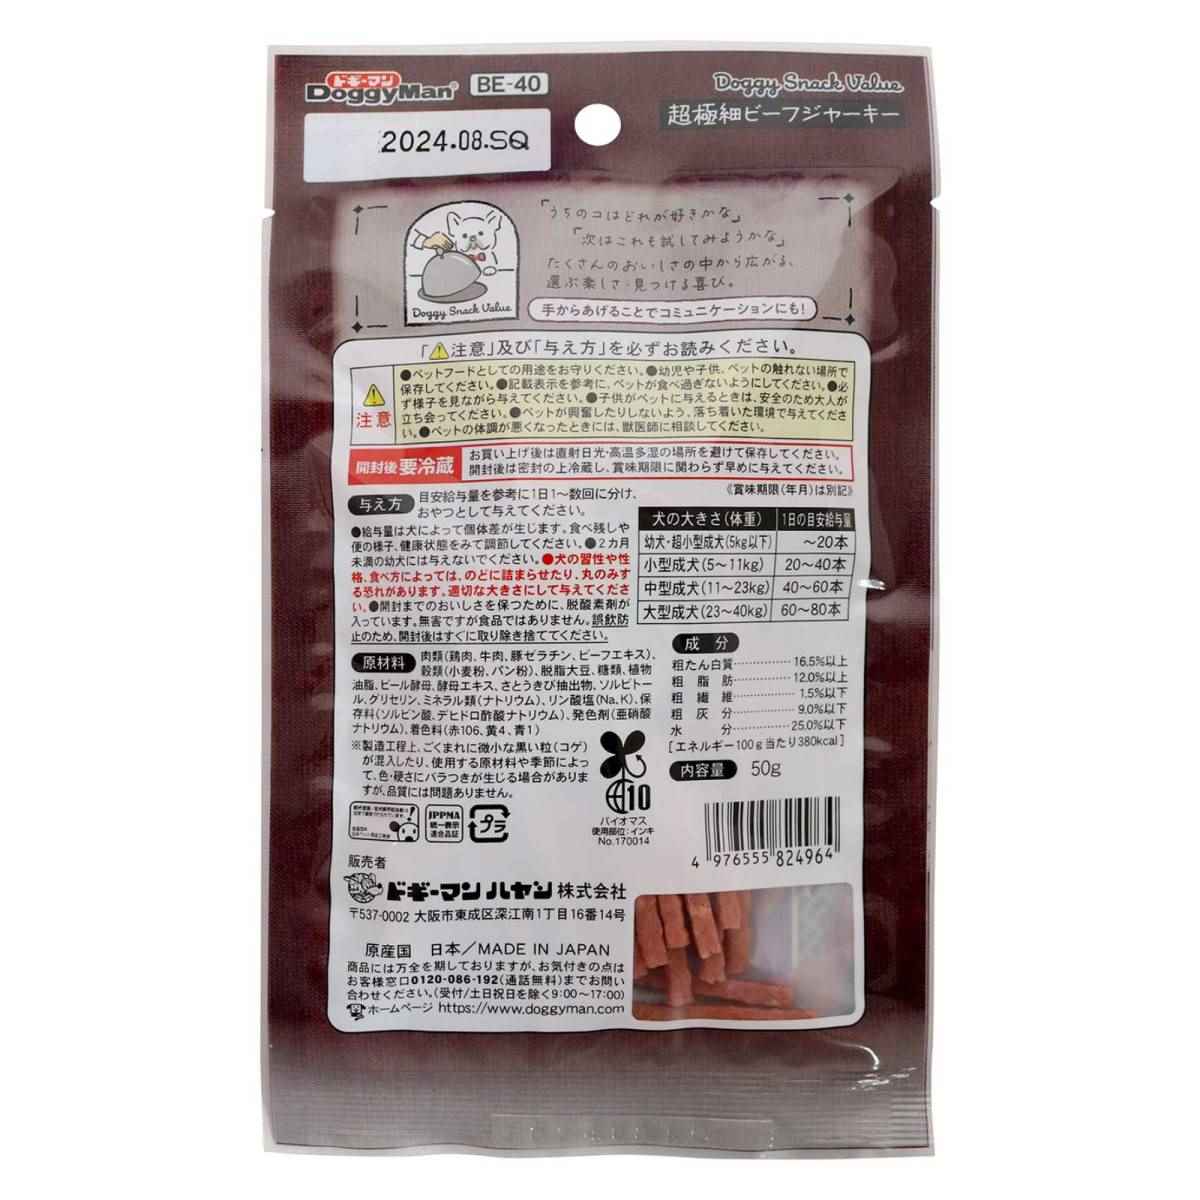 ドギーマン
DoggyMan®
BE-40
Doggy Snack Value
超極細ビーフジャーキー
2024.08.SQ
「うちのコはどれが好きかな」
「次はこれも試してみようかな」
たくさんのおいしさの中から広がる、
選ぶ楽しさ・見つける喜び。
Doggy Snack Value
手からあげることでコミュニケーションにも!
「⚠注意」及び「与え方」を必ずお読みください。
注意
●ペットフードとしての用途をお守りください。●幼児や子供、ペットの触れない場所で
保存してください。●記載表示を参考に、ペットが食べ過ぎないようにしてください。●必
ず様子を見ながら与えてください。●子供がペットに与えるときは、安全のため大人が
立ち会ってください。●ペットが興奮したりしないよう、落ち着いた環境で与えてくださ
い。●ペットの体調が悪くなったときには、獣医師に相談してください。
開封後要冷蔵
お買い上げ後は直射日光・高温多湿の場所を避けて保存してください。
開封後は密封の上冷蔵し、賞味期限に関わらず早めに与えてください。
《賞味期限(年月)は別記》
与え方
目安給与量を参考に1日1〜数回に分け、
おやつとして与えてください。
●給与量は犬によって個体差が生じます。食べ残しや
便の様子、健康状態をみて調節してください。●2カ月
未満の幼犬には与えないでください。●犬の習性や性
格、食べ方によっては、のどに詰まらせたり、丸のみす
る恐れがあります。適切な大きさにして与えてくださ
い。●開封までのおいしさを保つために、脱酸素剤が
入っています。無害ですが食品ではありません。誤飲防
止のため、開封後はすぐに取り除き捨ててください。
犬の大きさ(体重) 1日の目安給与量
幼犬・超小型成犬(5kg以下) 〜20本
小型成犬(5〜11kg) 20〜40本
中型成犬(11〜23kg) 40〜60本
大型成犬(23〜40kg) 60〜80本
原材料
肉類(鶏肉、牛肉、豚ゼラチン、ビーフエキス)、
穀類(小麦粉、パン粉)、脱脂大豆、糖類、植物
油脂、ビール酵母、酵母エキス、さとうきび抽出物、ソルビトー
ル、グリセリン、ミネラル類(ナトリウム)、リン酸塩(Na、K)、保
存料(ソルビン酸、デヒドロ酢酸ナトリウム)、発色剤(亜硝酸
ナトリウム)、着色料(赤106、黄4、青1)
※製造工程上、ごくまれに微小な黒い粒(コゲ)
が混入したり、使用する原材料や季節によっ
て、色・硬さにバラつきが生じる場合がありま
すが、品質には問題ありません。
成分
粗たん白質 16.5%以上
粗脂肪 12.0%以上
粗繊維 1.5%以下
粗灰分 9.0%以下
水分 25.0%以下
[エネルギー100g当たり380kcal]
内容量 50g
10
バイオマス
使用部位:インキ
No.170014
JPPMA
統一表示
適合品証
プラ
4 976555 824964
販売者
ドギーマンハヤシ株式会社
〒537-0002 大阪市東成区深江南1丁目16番14号
原産国 日本/MADE IN JAPAN
商品には万全を期しておりますが、お気付きの点は
お客様窓口0120-086-192(通話無料)までお問い
合わせください。(受付/土日祝日を除く9:00〜17:00)
ホームページ https://www.doggyman.com